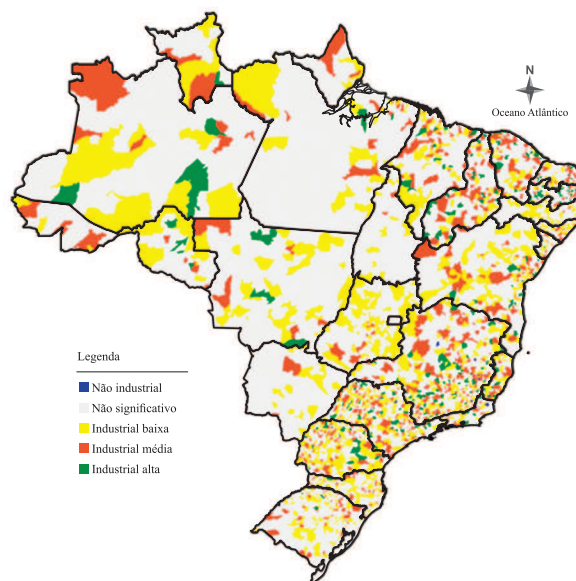 N
Oceano Atlântico
Legenda
Não industrial
Não significativo
Industrial baixa
Industrial média
Industrial alta